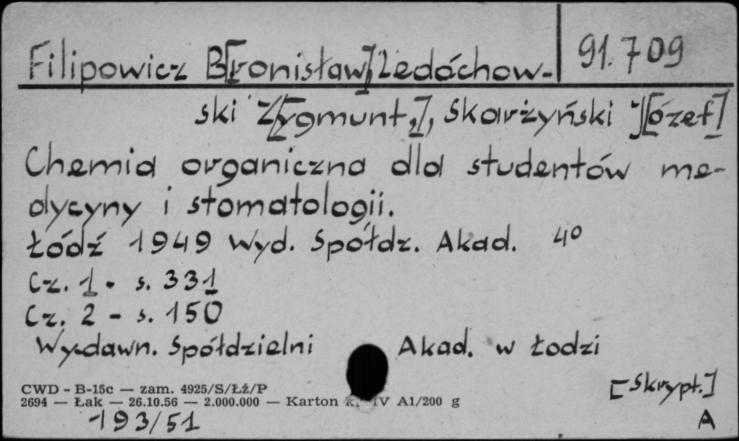 Filipowicz B[ronisław], Ledóchow- 91.709
ski Z[ygmunt,], Skarżyński J[ózef]
Chemia organiczna dla studentów me-
dycyny i stomatologii.
Łódź 1949 Wyd. Spółdz. Akad. 4º
Cz. 1. s. 331
Cz. 2 - s. 150
Wydawn. Spółdzielni Akad. w Łodzi
CWD - B-15c — zam. 4925/S/ŁŻ/P
[Skrypt.]
2694 — Łak — 26.10.56 — 2.000.000 — Karton IV A1/200 g
193/51 A